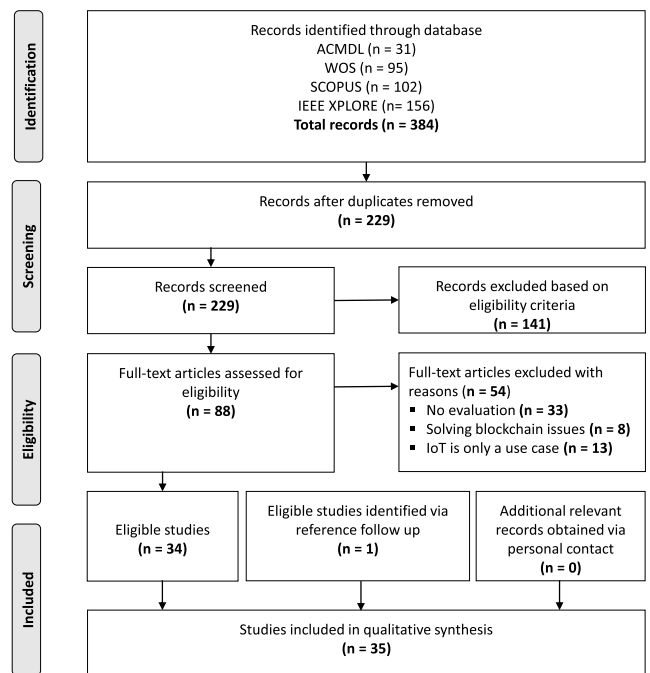 Identification
Records identified through database
ACMDL (n = 31)
WOS (n = 95)
SCOPUS (n = 102)
IEEE XPLORE (n= 156)
Total records (n = 384)
Screening
Records after duplicates removed
(n = 229)
Records screened
(n = 229)
Records excluded based on
eligibility criteria
(n = 141)
Eligibility
Full-text articles assessed for
eligibility
(n = 88)
Full-text articles excluded with
reasons (n = 54)
▪ No evaluation (n = 33)
▪ Solving blockchain issues (n = 8)
▪ IoT is only a use case (n = 13)
Included
Eligible studies
(n = 34)
Eligible studies identified via
reference follow up
(n = 1)
Additional relevant
records obtained via
personal contact
(n = 0)
Studies included in qualitative synthesis
(n = 35)